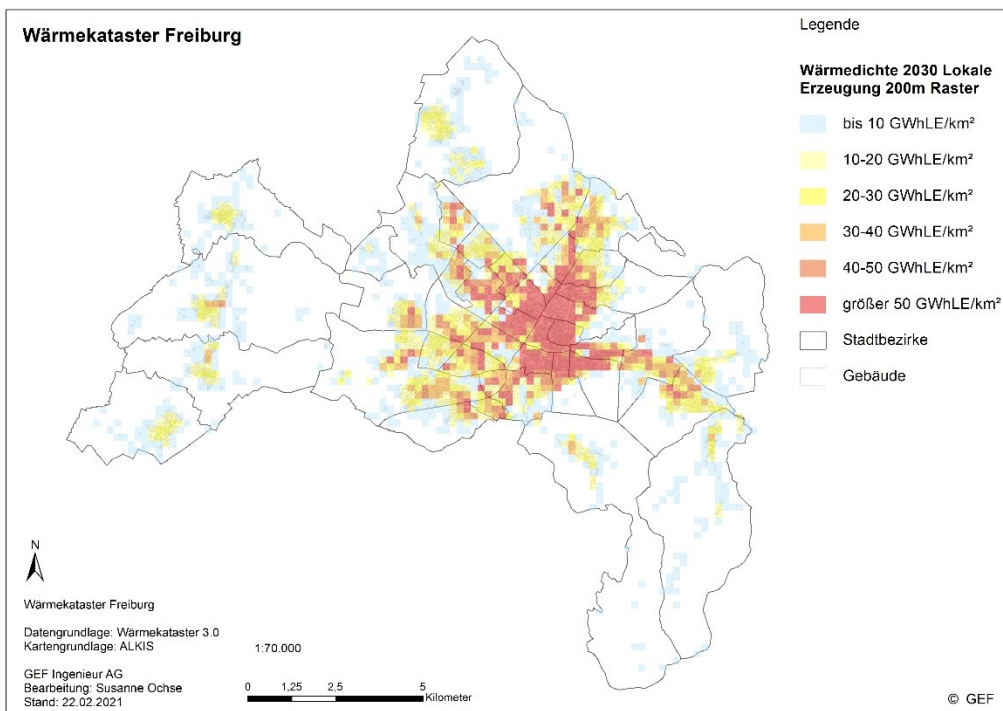 Wärmekataster Freiburg
Legende
Wärmedichte 2030 Lokale
Erzeugung 200m Raster
bis 10 GWhLE/km²
10-20 GWhLE/km²
20-30 GWhLE/km²
30-40 GWhLE/km²
40-50 GWhLE/km²
größer 50 GWhLE/km²
Stadtbezirke
Gebäude
N
Wärmekataster Freiburg
Datengrundlage: Wärmekataster 3.0
Kartengrundlage: ALKIS
1:70.000
GEF Ingenieur AG
Bearbeitung: Susanne Ochse
Stand: 22.02.2021
0 1,25 2,5 5
Kilometer
© GEF